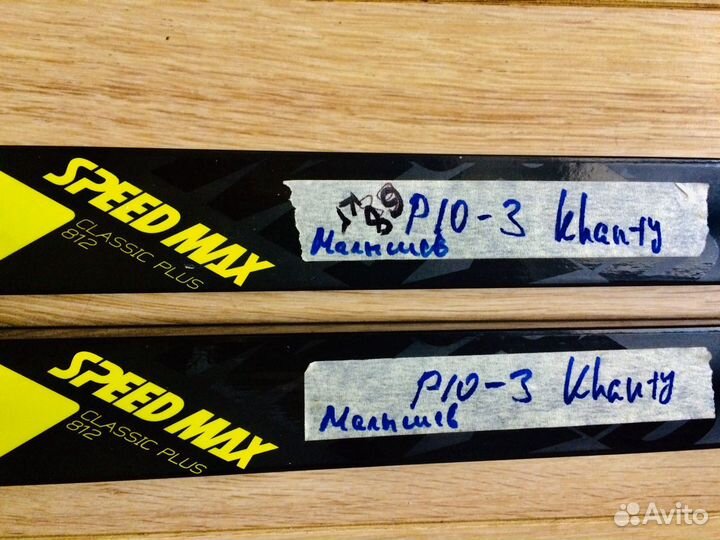 SPEED MAX
CLASSIC PLUS
812
P10-3 Khanty
Малышев
SPEED MAX
CLASSIC PLUS
812
P10-3 Khanty
Малышев
Avito